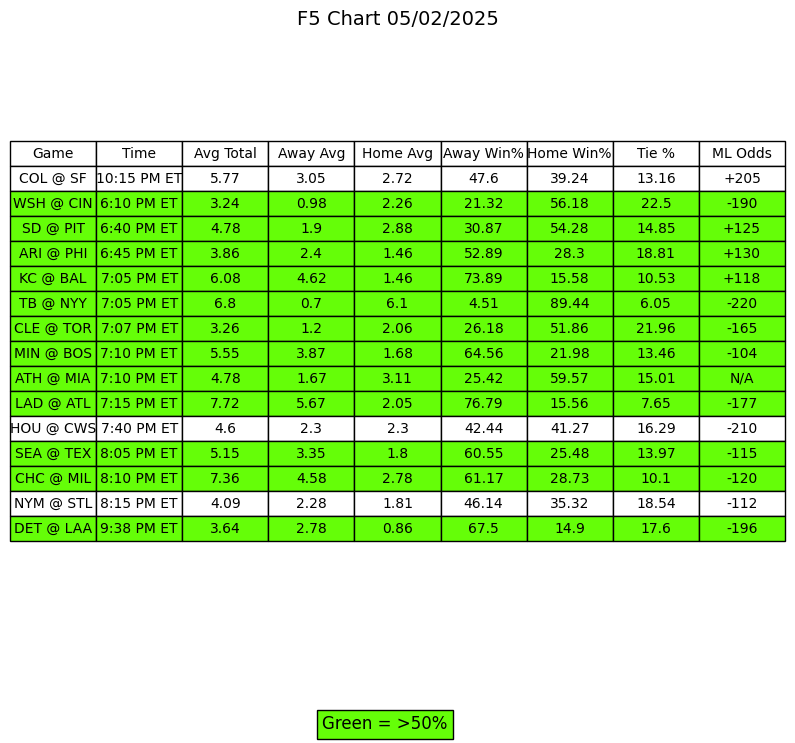 F5 Chart 05/02/2025
Game Time Avg Total Away Avg Home Avg Away Win% Home Win% Tie % ML Odds
COL @ SF 10:15 PM ET 5.77 3.05 2.72 47.6 39.24 13.16 +205
WSH @ CIN 6:10 PM ET 3.24 0.98 2.26 21.32 56.18 22.5 -190
SD @ PIT 6:40 PM ET 4.78 1.9 2.88 30.87 54.28 14.85 +125
ARI @ PHI 6:45 PM ET 3.86 2.4 1.46 52.89 28.3 18.81 +130
KC @ BAL 7:05 PM ET 6.08 4.62 1.46 73.89 15.58 10.53 +118
TB @ NYY 7:05 PM ET 6.8 0.7 6.1 4.51 89.44 6.05 -220
CLE @ TOR 7:07 PM ET 3.26 1.2 2.06 26.18 51.86 21.96 -165
MIN @ BOS 7:10 PM ET 5.55 3.87 1.68 64.56 21.98 13.46 -104
ATH @ MIA 7:10 PM ET 4.78 1.67 3.11 25.42 59.57 15.01 N/A
LAD @ ATL 7:15 PM ET 7.72 5.67 2.05 76.79 15.56 7.65 -177
HOU @ CWS 7:40 PM ET 4.6 2.3 2.3 42.44 41.27 16.29 -210
SEA @ TEX 8:05 PM ET 5.15 3.35 1.8 60.55 25.48 13.97 -115
CHC @ MIL 8:10 PM ET 7.36 4.58 2.78 61.17 28.73 10.1 -120
NYM @ STL 8:15 PM ET 4.09 2.28 1.81 46.14 35.32 18.54 -112
DET @ LAA 9:38 PM ET 3.64 2.78 0.86 67.5 14.9 17.6 -196
Green = >50%